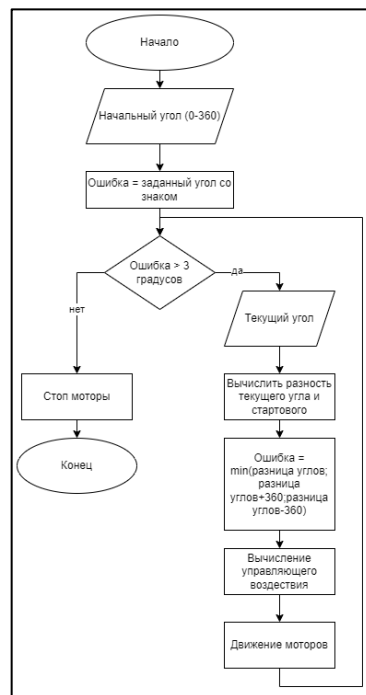 Начало
Начальный угол (0-360)
Ошибка = заданный угол со
знаком
Ошибка > 3
градусов
да
нет
Текущий угол
Стоп моторы
Вычислить разность
текущего угла и
стартового
Конец
Ошибка =
min(разница углов;
разница
углов+360;разница
углов-360)
Вычисление
управляющего
воздествия
Движение моторов